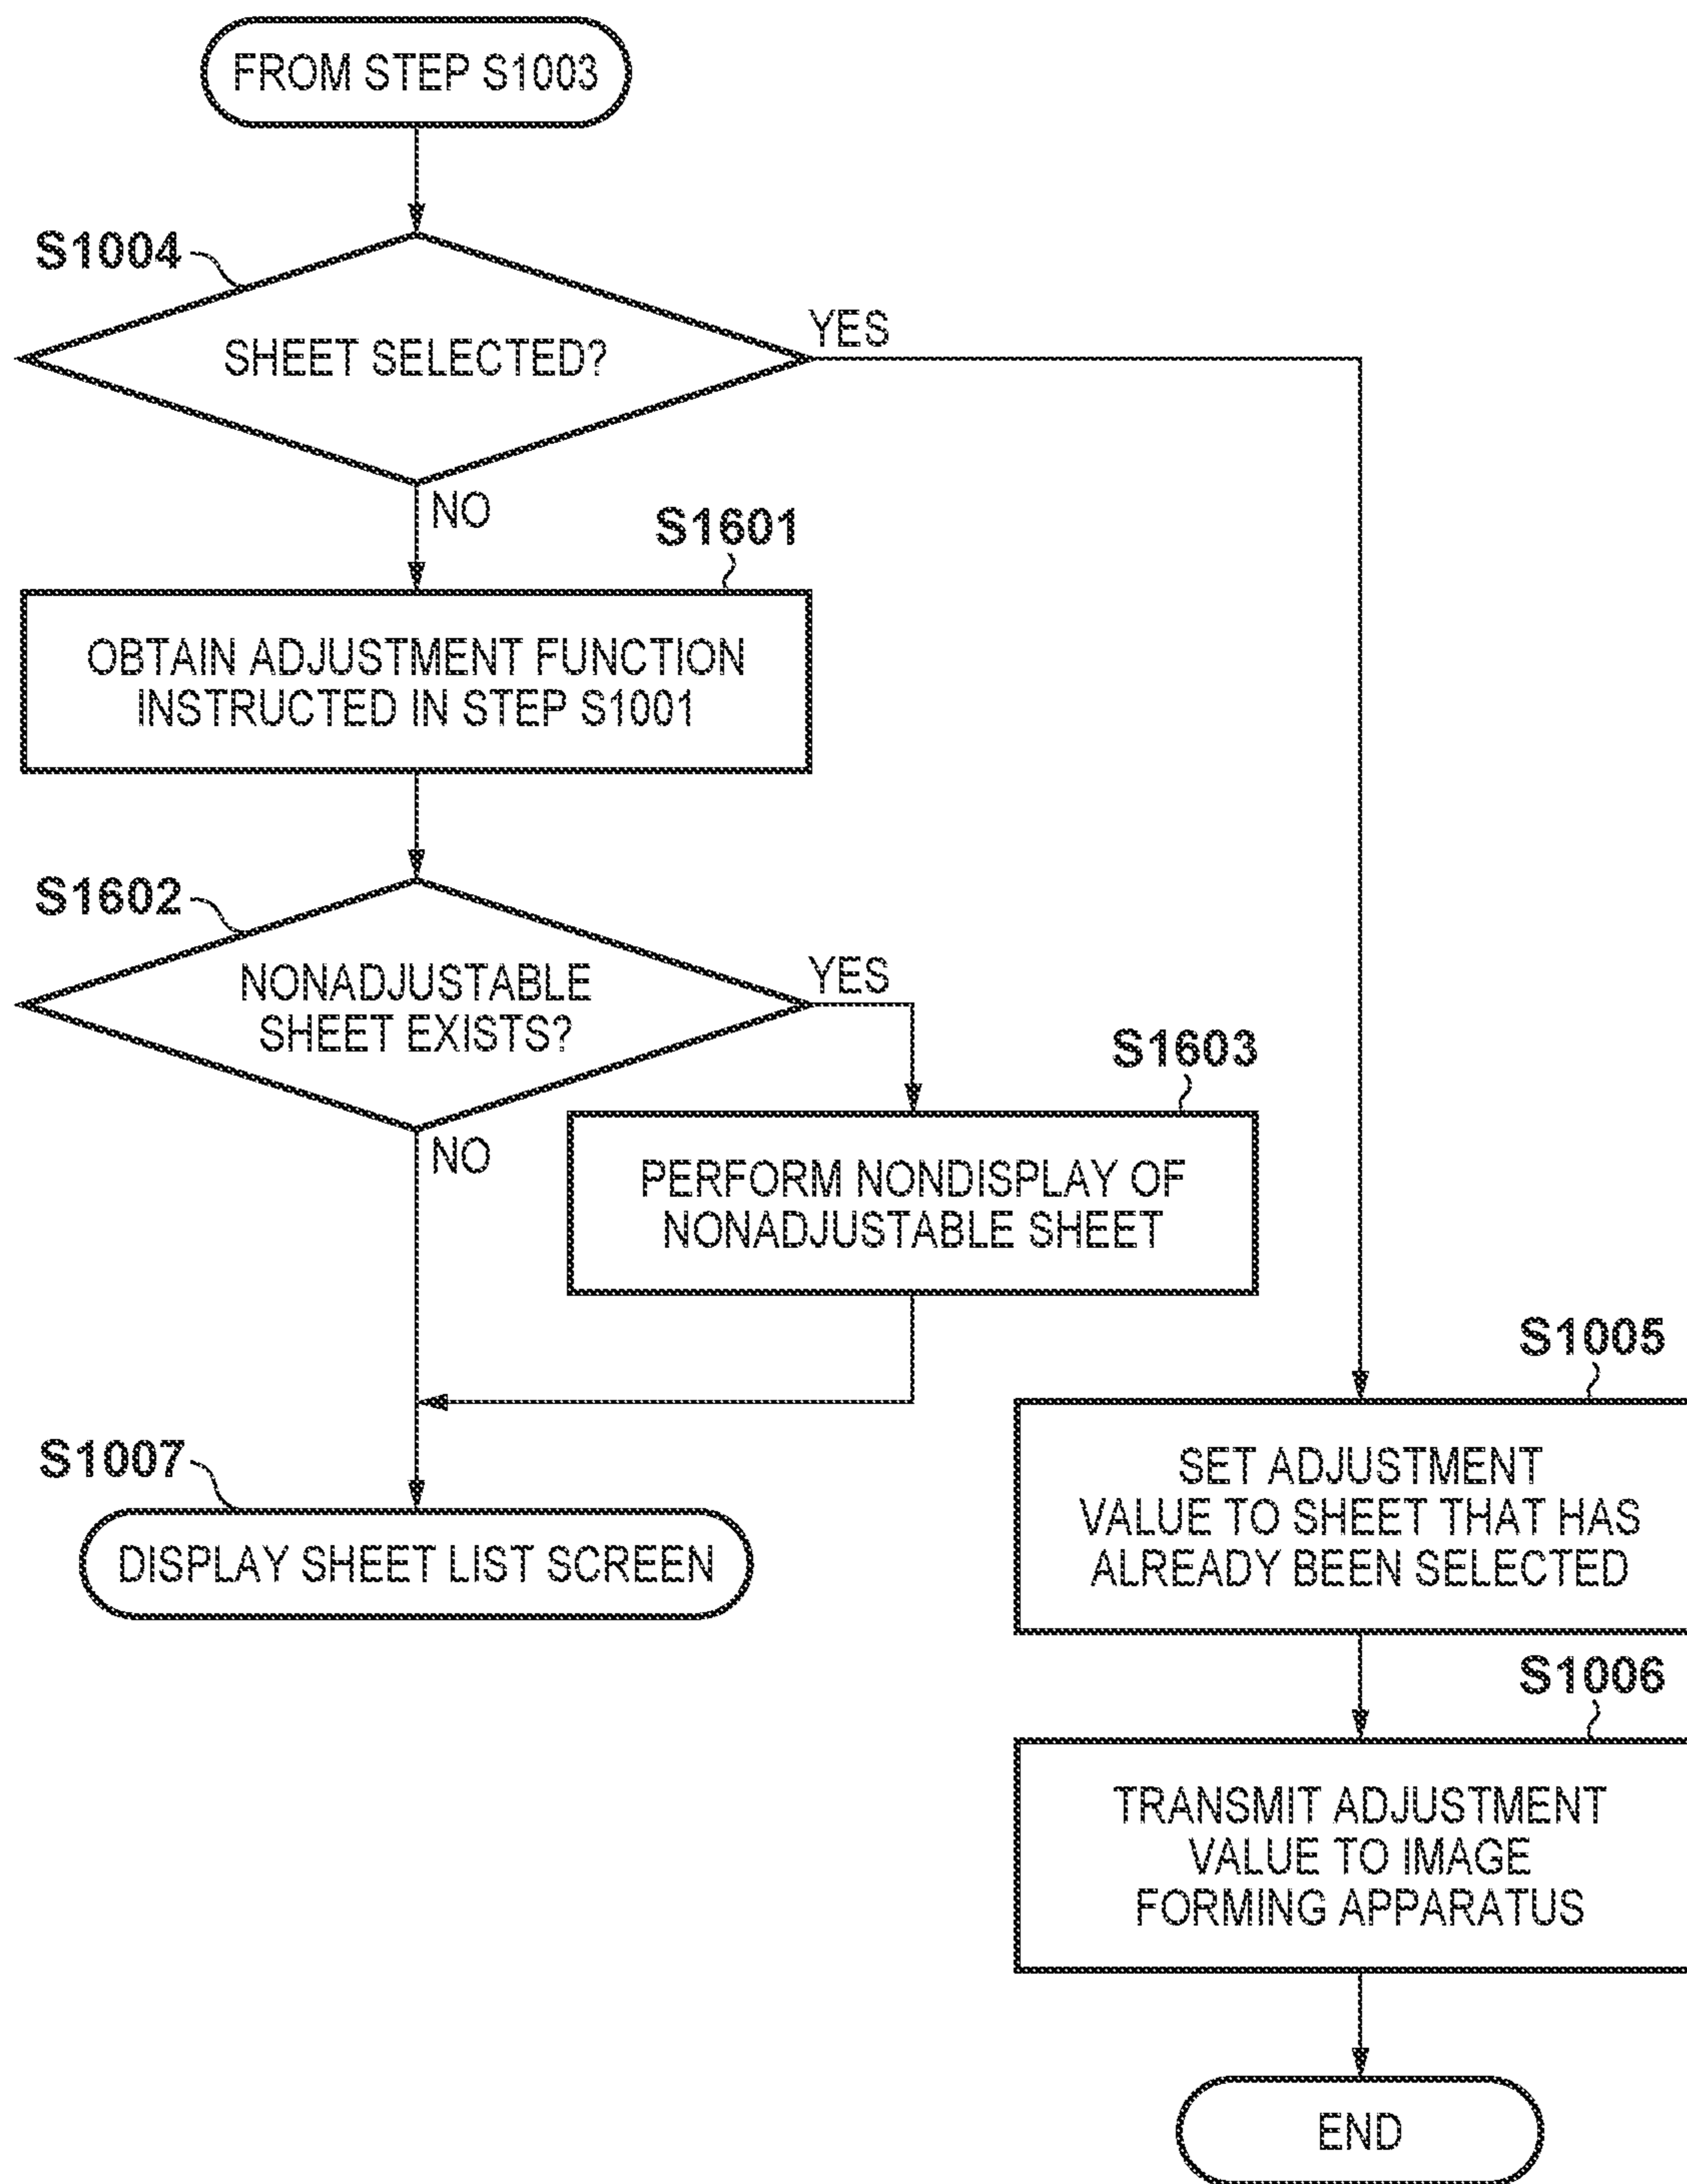 FROM STEP S1003
S1004
SHEET SELECTED?
YES
NO
S1601
OBTAIN ADJUSTMENT FUNCTION
INSTRUCTED IN STEP S1001
S1602
NONADJUSTABLE
SHEET EXISTS?
YES
NO
S1603
PERFORM NONDISPLAY OF
NONADJUSTABLE SHEET
S1007
DISPLAY SHEET LIST SCREEN
S1005
SET ADJUSTMENT
VALUE TO SHEET THAT HAS
ALREADY BEEN SELECTED
S1006
TRANSMIT ADJUSTMENT
VALUE TO IMAGE
FORMING APPARATUS
END